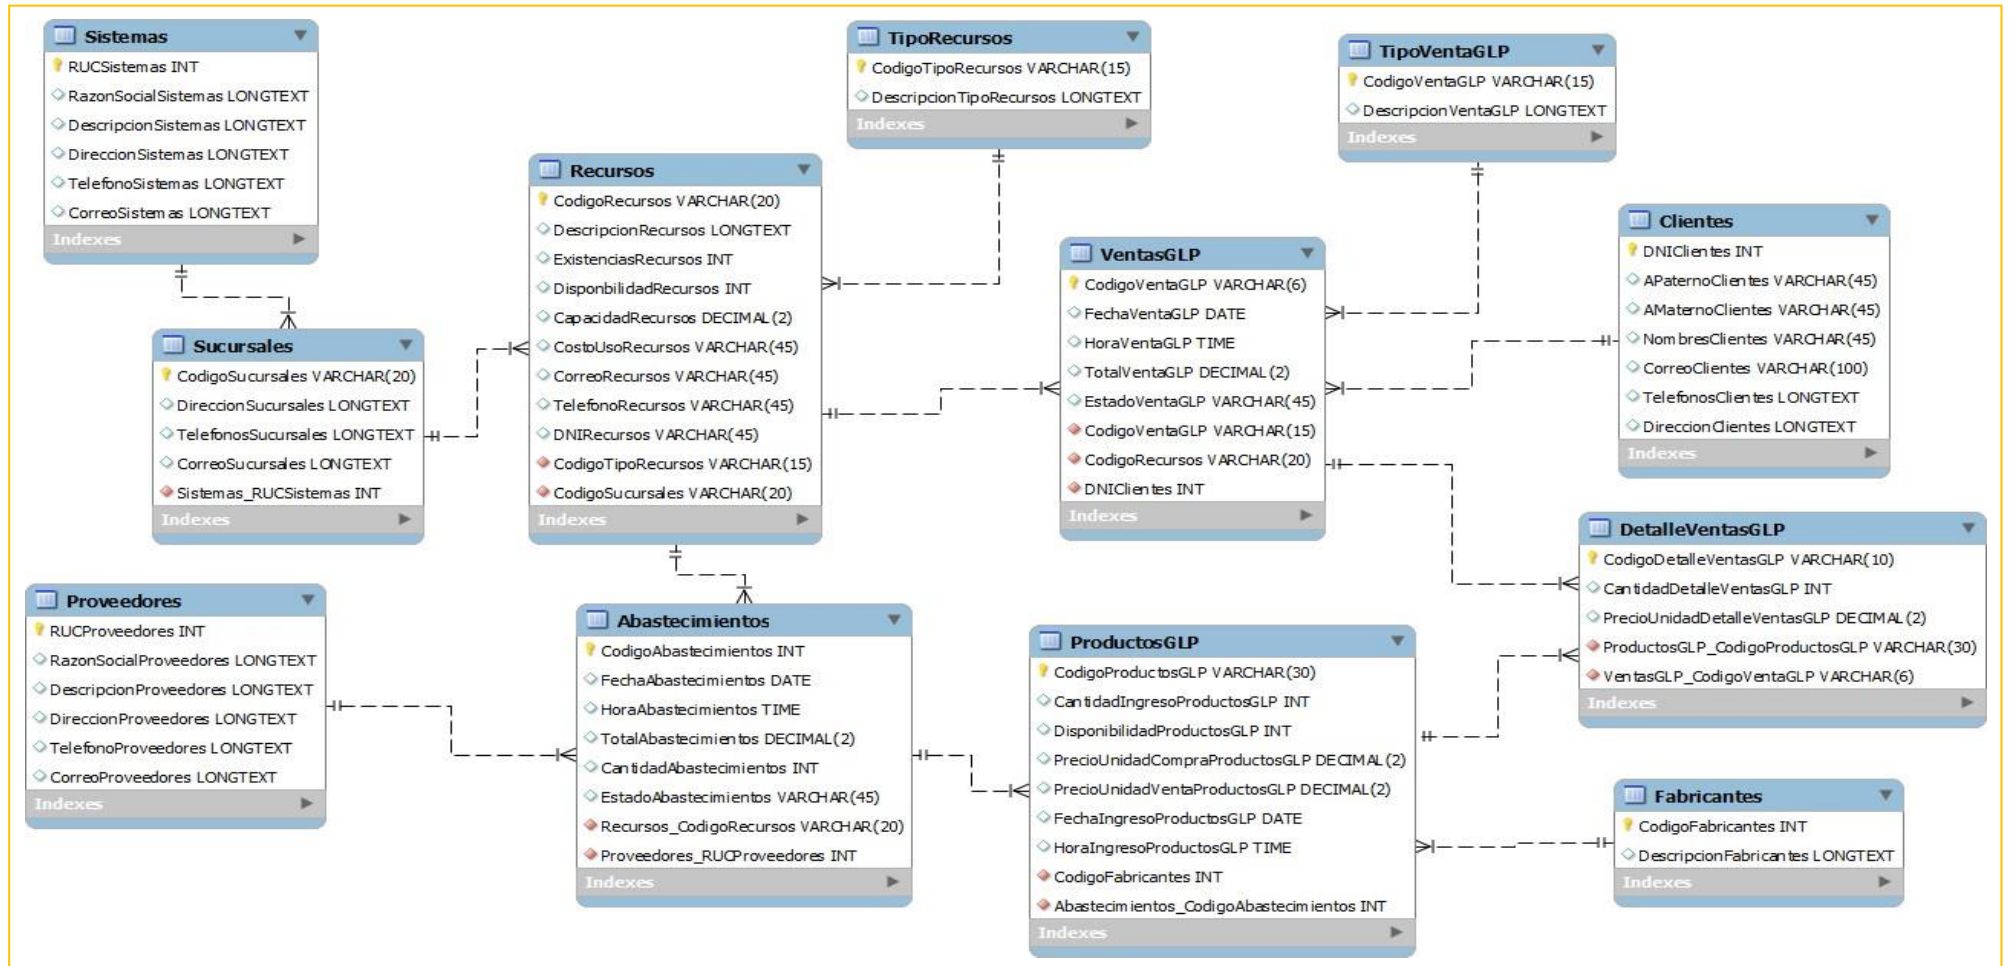 Sistemas
RUCSistemas INT
RazonSocialSistemas LONGTEXT
DescripcionSistemas LONGTEXT
DireccionSistemas LONGTEXT
TelefonoSistemas LONGTEXT
CorreoSistemas LONGTEXT
Indexes
Sucursales
CodigoSucursales VARCHAR(20)
DireccionSucursales LONGTEXT
TelefonosSucursales LONGTEXT
CorreoSucursales LONGTEXT
Sistemas_RUCSistemas INT
Indexes
Recursos
CodigoRecursos VARCHAR(20)
DescripcionRecursos LONGTEXT
ExistenciasRecursos INT
DisponbilidadRecursos INT
CapacidadRecursos DECIMAL(2)
CostoUsoRecursos VARCHAR(45)
CorreoRecursos VARCHAR(45)
TelefonoRecursos VARCHAR(45)
DNIRecursos VARCHAR(45)
CodigoTipoRecursos VARCHAR(15)
CodigoSucursales VARCHAR(20)
Indexes
TipoRecursos
CodigoTipoRecursos VARCHAR(15)
DescripcionTipoRecursos LONGTEXT
Indexes
TipoVentaGLP
CodigoVentaGLP VARCHAR(15)
DescripcionVentaGLP LONGTEXT
Indexes
VentasGLP
CodigoVentaGLP VARCHAR(6)
FechaVentaGLP DATE
HoraVentaGLP TIME
TotalVentaGLP DECIMAL(2)
EstadoVentaGLP VARCHAR(45)
CodigoVentaGLP VARCHAR(15)
CodigoRecursos VARCHAR(20)
DNIClientes INT
Indexes
Clientes
DNIClientes INT
APaternoClientes VARCHAR(45)
AMaternoClientes VARCHAR(45)
NombresClientes VARCHAR(45)
CorreoClientes VARCHAR(100)
TelefonosClientes LONGTEXT
DireccionClientes LONGTEXT
Indexes
Proveedores
RUCProveedores INT
RazonSocialProveedores LONGTEXT
DescripcionProveedores LONGTEXT
DireccionProveedores LONGTEXT
TelefonoProveedores LONGTEXT
CorreoProveedores LONGTEXT
Indexes
Abastecimientos
CodigoAbastecimientos INT
FechaAbastecimientos DATE
HoraAbastecimientos TIME
TotalAbastecimientos DECIMAL(2)
CantidadAbastecimientos INT
EstadoAbastecimientos VARCHAR(45)
Recursos_CodigoRecursos VARCHAR(20)
Proveedores_RUCProveedores INT
Indexes
ProductosGLP
CodigoProductosGLP VARCHAR(30)
CantidadIngresoProductosGLP INT
DisponibilidadProductosGLP INT
PrecioUnidadCompraProductosGLP DECIMAL(2)
PrecioUnidadVentaProductosGLP DECIMAL(2)
FechaIngresoProductosGLP DATE
HoraIngresoProductosGLP TIME
CodigoFabricantes INT
Abastecimientos_CodigoAbastecimientos INT
Indexes
DetalleVentasGLP
CodigoDetalleVentasGLP VARCHAR(10)
CantidadDetalleVentasGLP INT
PrecioUnidadDetalleVentasGLP DECIMAL(2)
ProductosGLP_CodigoProductosGLP VARCHAR(30)
VentasGLP_CodigoVentaGLP VARCHAR(6)
Indexes
Fabricantes
CodigoFabricantes INT
DescripcionFabricantes LONGTEXT
Indexes